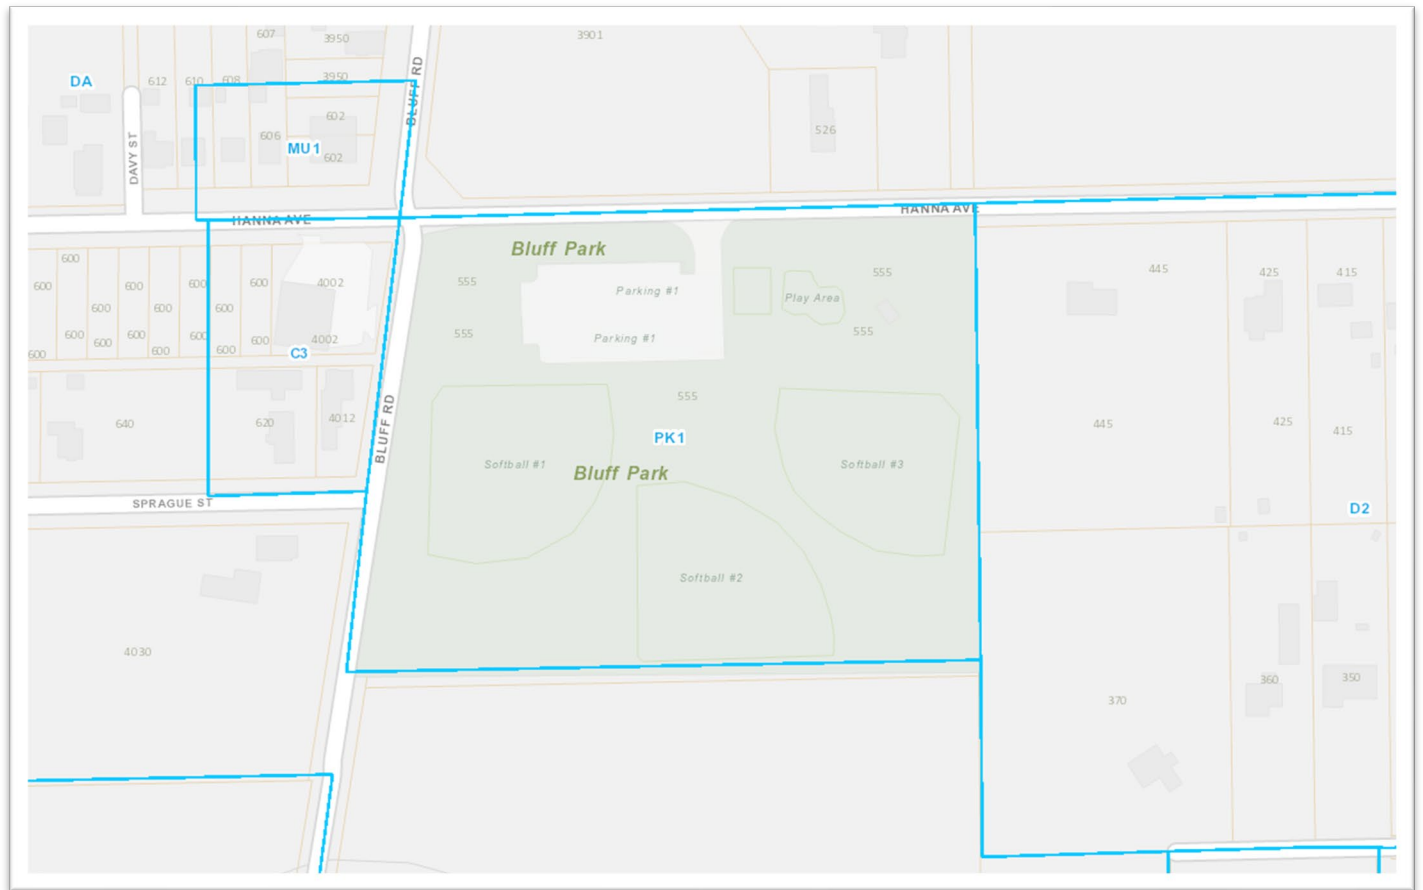 607
3950
3901
BLUFF RD
DA
612
610
608
3950
602
526
606
MU1
602
DAVY ST
HANNA AVE
HANNA AVE
Bluff Park
600
555
555
445
425
415
600
600
600
4002
Parking #1
Play Area
600
600
600
555
555
600
600
600
600
4002
Parking #1
600
600
600
C3
555
BLUFF RD
640
620
4012
PK1
445
425
415
Softball #1
Bluff Park
Softball #3
SPRAGUE ST
D2
Softball #2
4030
370
360
350